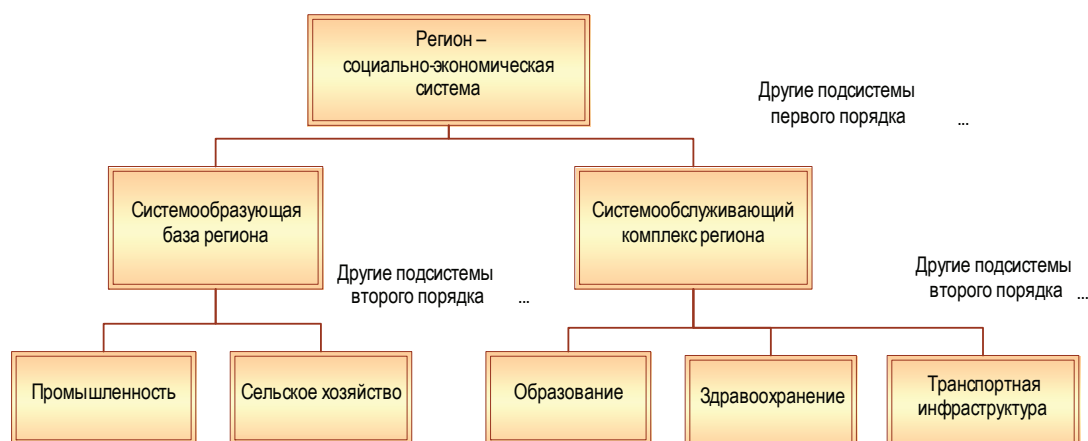 Регион –
социально-экономическая
система
Другие подсистемы
первого порядка ...
Системообразующая
база региона
Системообслуживающий
комплекс региона
Другие подсистемы
второго порядка ...
Другие подсистемы
второго порядка ...
Промышленность
Сельское хозяйство
Образование
Здравоохранение
Транспортная
инфраструктура